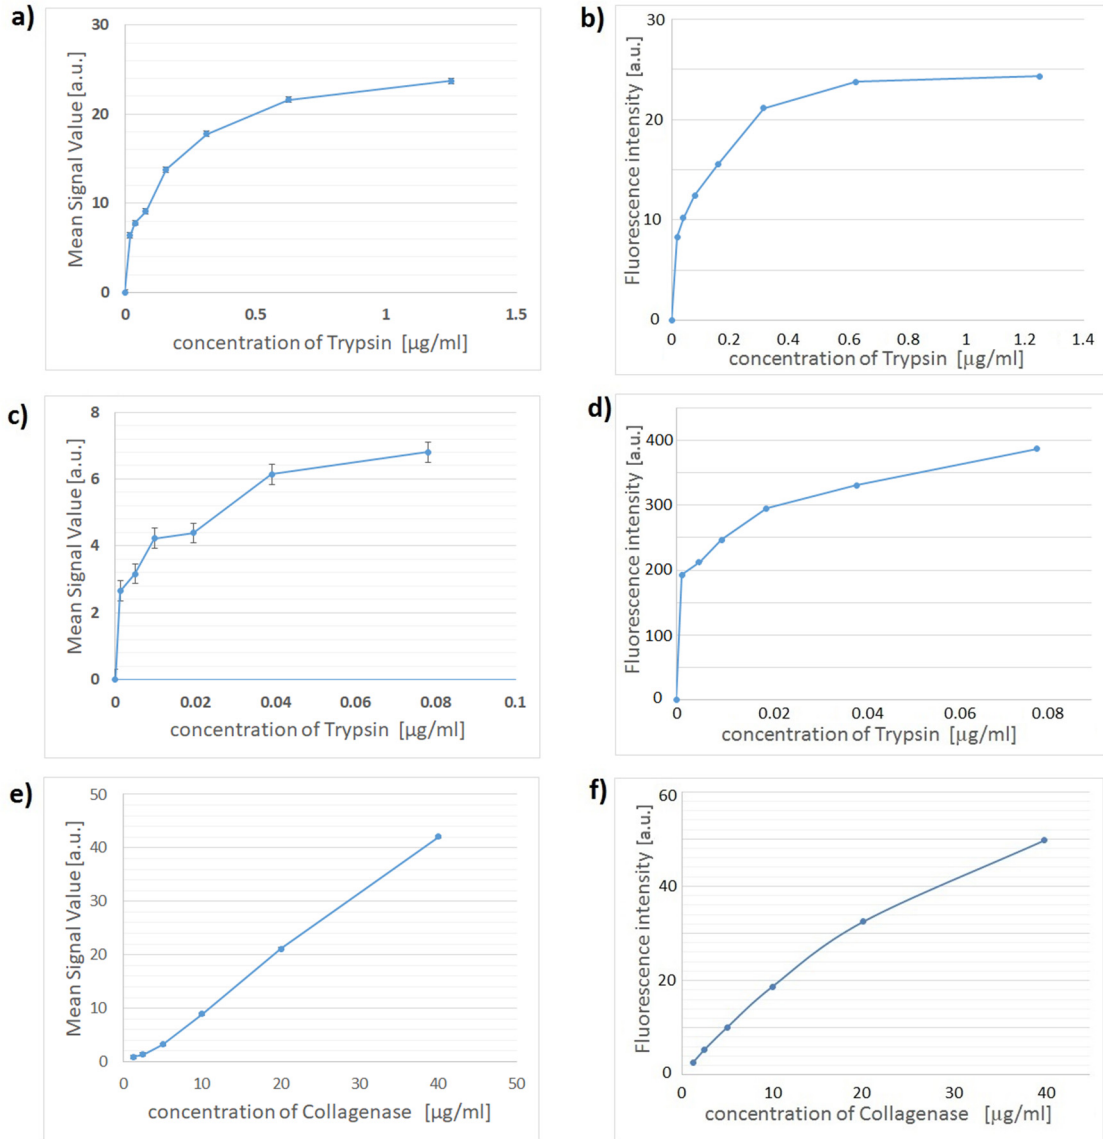 a)
30
20
10
0
Mean Signal Value [a.u.]
0 0.5 1 1.5
concentration of Trypsin [µg/ml]
b)
30
20
10
0
Fluorescence intensity [a.u.]
0 0.2 0.4 0.6 0.8 1 1.2 1.4
concentration of Trypsin [µg/ml]
c)
8
6
4
2
0
Mean Signal Value [a.u.]
0 0.02 0.04 0.06 0.08 0.1
concentration of Trypsin [µg/ml]
d)
400
300
200
100
0
Fluorescence intensity [a.u.]
0 0.02 0.04 0.06 0.08
concentration of Trypsin [µg/ml]
e)
50
40
30
20
10
0
Mean Signal Value [a.u.]
0 10 20 30 40 50
concentration of Collagenase [µg/ml]
f)
60
40
20
0
Fluorescence intensity [a.u.]
0 10 20 30 40
concentration of Collagenase [µg/ml]